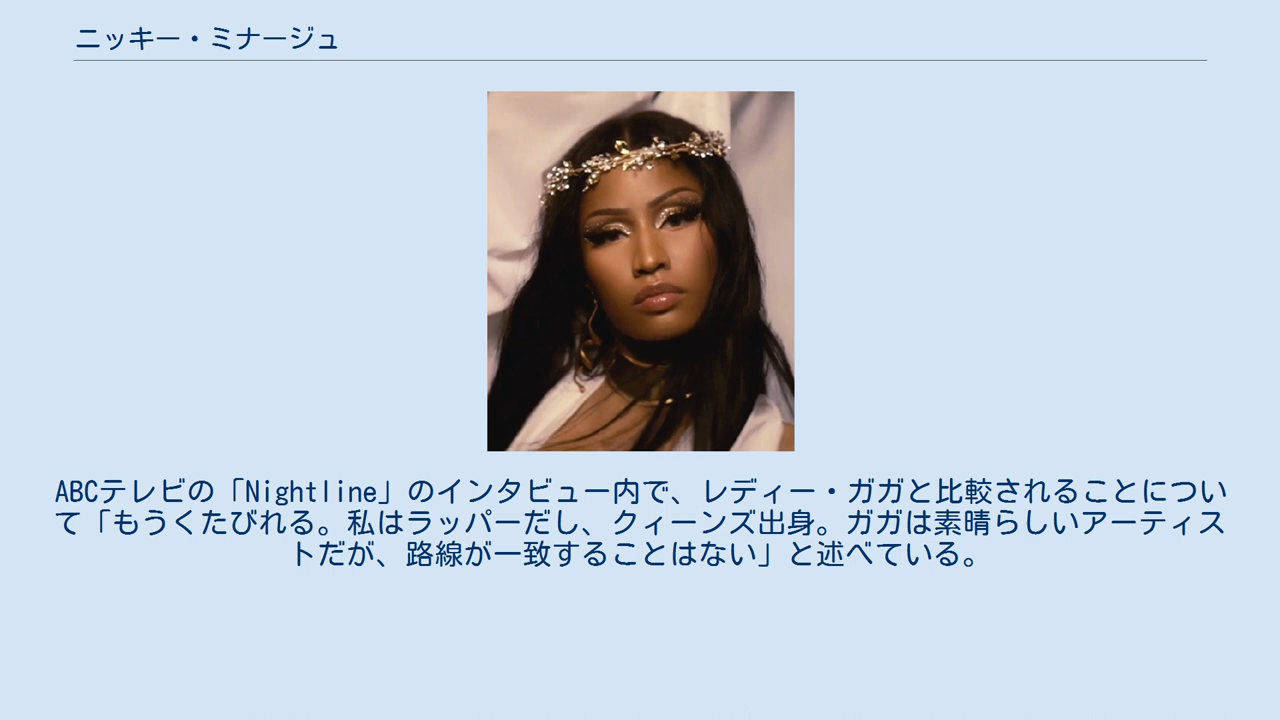 ニッキー・ミナージュ
ABCテレビの「Nightline」のインタビュー内で、レディー・ガガと比較されることについ
て「もうくたびれる。私はラッパーだし、クィーンズ出身。ガガは素晴らしいアーティス
トだが、路線が一致することはない」と述べている。